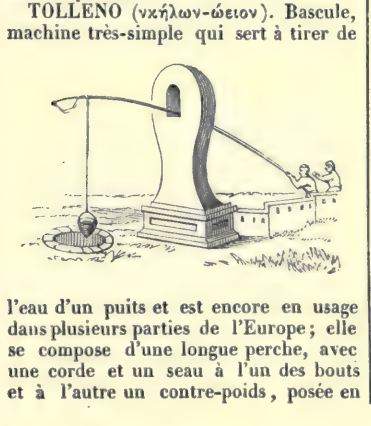 TOLLENO (νκήλων-ώειον). Bascule,
machine très-simple qui sert à tirer de
l'eau d'un puits et est encore en usage
dans plusieurs parties de l'Europe ; elle
se compose d'une longue perche, avec
une corde et un seau à l'un des bouts
et à l'autre un contre-poids, posée en